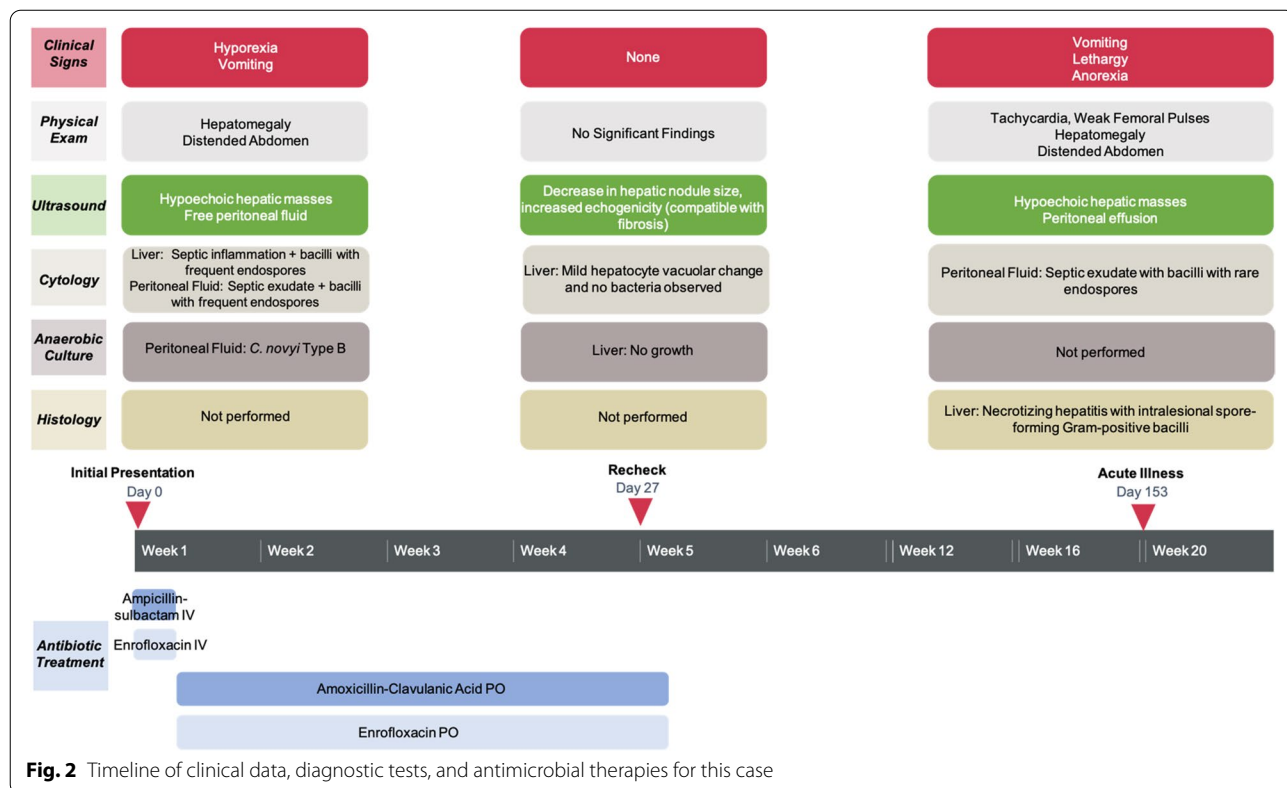 Clinical
Signs
Hyporexia
Vomiting
None
Vomiting
Lethargy
Anorexia
Physical
Exam
Hepatomegaly
Distended Abdomen
No Significant Findings
Tachycardia, Weak Femoral Pulses
Hepatomegaly
Distended Abdomen
Ultrasound
Hypoechoic hepatic masses
Free peritoneal fluid
Decrease in hepatic nodule size,
increased echogenicity (compatible with
fibrosis)
Hypoechoic hepatic masses
Peritoneal effusion
Cytology
Liver: Septic inflammation + bacilli with
frequent endospores
Peritoneal Fluid: Septic exudate + bacilli
with frequent endospores
Liver: Mild hepatocyte vacuolar change
and no bacteria observed
Peritoneal Fluid: Septic exudate with bacilli with rare
endospores
Anaerobic
Culture
Peritoneal Fluid: C. novyi Type B
Liver: No growth
Not performed
Histology
Not performed
Not performed
Liver: Necrotizing hepatitis with intralesional spore-
forming Gram-positive bacilli
Initial Presentation
Day 0
Recheck
Day 27
Acute Illness
Day 153
Week 1
Week 2
Week 3
Week 4
Week 5
Week 6
Week 12
Week 16
Week 20
Antibiotic
Treatment
Ampicillin-
sulbactam IV
Enrofloxacin IV
Amoxicillin-Clavulanic Acid PO
Enrofloxacin PO
Fig. 2 Timeline of clinical data, diagnostic tests, and antimicrobial therapies for this case